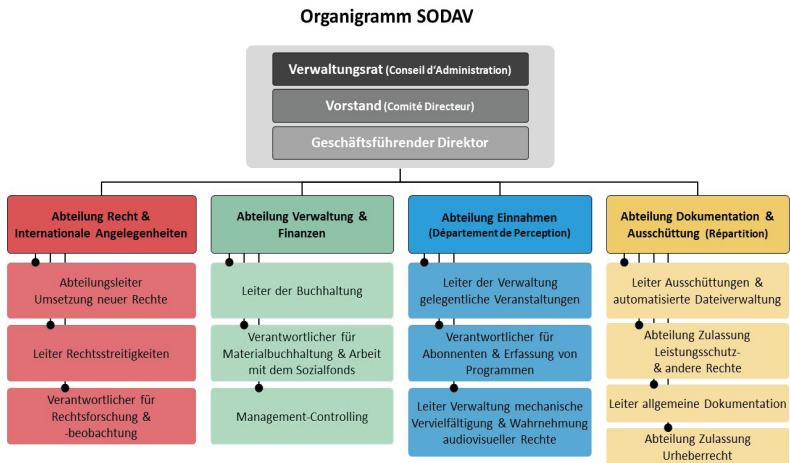 Organigramm SODAV
Verwaltungsrat (Conseil d'Administration)
Vorstand (Comité Directeur)
Geschäftsführender Direktor
Abteilung Recht &
Internationale Angelegenheiten
Abteilungsleiter
Umsetzung neuer Rechte
Leiter Rechtsstreitigkeiten
Verantwortlicher für
Rechtsforschung &
-beobachtung
Abteilung Verwaltung &
Finanzen
Leiter der Buchhaltung
Verantwortlicher für
Materialbuchhaltung & Arbeit
mit dem Sozialfonds
Management-Controlling
Abteilung Einnahmen
(Département de Perception)
Leiter der Verwaltung
gelegentliche Veranstaltungen
Verantwortlicher für
Abonnenten & Erfassung von
Programmen
Leiter Verwaltung mechanische
Vervielfältigung & Wahrnehmung
audiovisueller Rechte
Abteilung Dokumentation &
Ausschüttung (Répartition)
Leiter Ausschüttungen &
automatisierte Dateiverwaltung
Abteilung Zulassung
Leistungsschutz-
& andere Rechte
Leiter allgemeine Dokumentation
Abteilung Zulassung
Urheberrecht